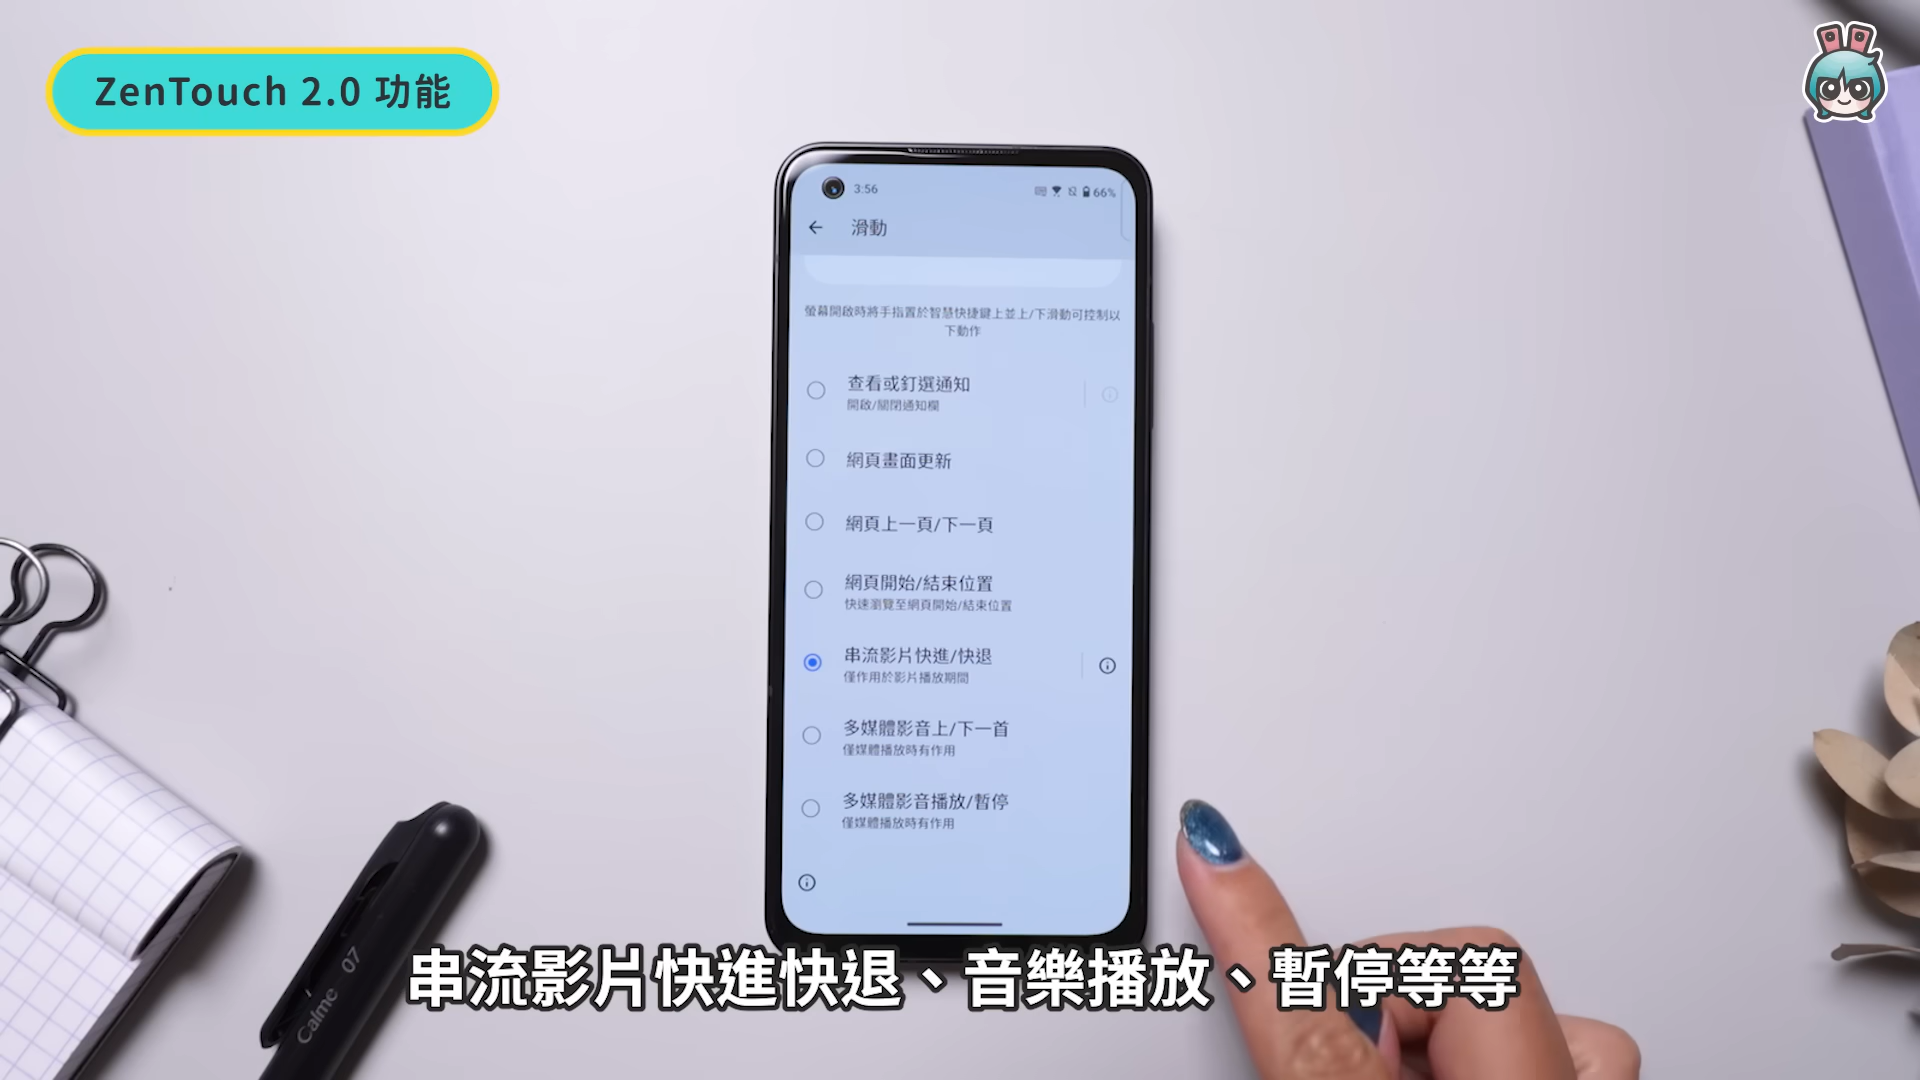 ZenTouch 2.0 功能
3:56
66%
滑動
螢幕開啟時將手指置於智慧快捷鍵上並上/下滑動可控制以
下動作
查看或釘選通知
開啟/關閉通知欄
網頁畫面更新
網頁上一頁/下一頁
網頁開始/結束位置
快速瀏覽至網頁開始/結束位置
串流影片快進/快退
僅作用於影片播放期間
多媒體影音上/下一首
僅媒體播放時有作用
多媒體影音播放/暫停
僅媒體播放時有作用
Calme 07
串流影片快進快退、音樂播放、暫停等等